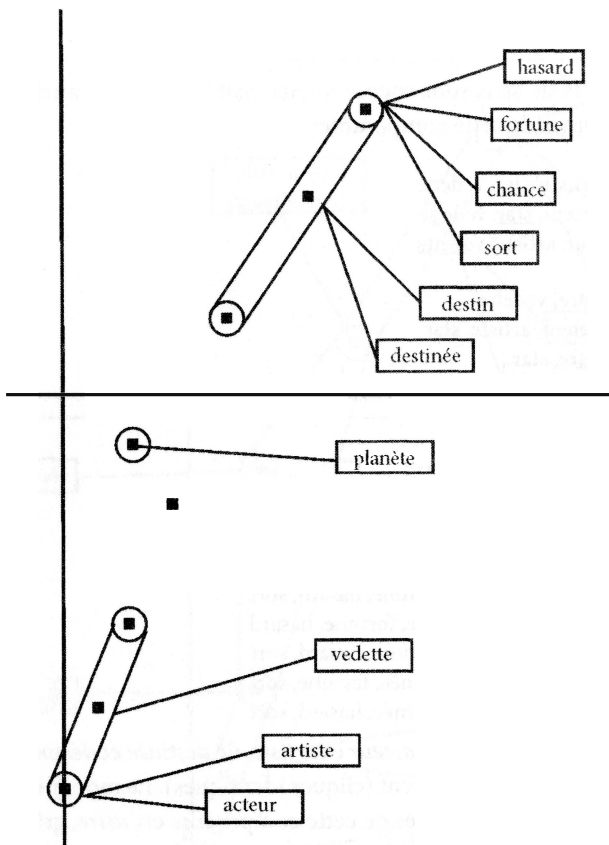 hasard
fortune
chance
sort
destin
destinée
planète
vedette
artiste
acteur